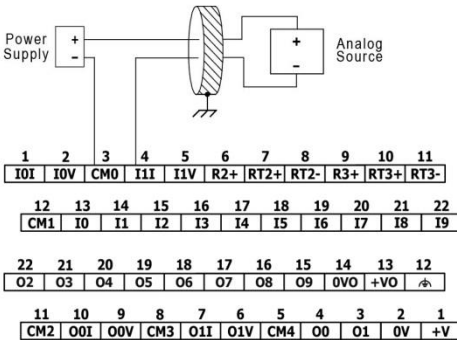 Power Supply
+
-
+
-
Analog Source
1 2 3 4 5 6 7 8 9 10 11
I0I I0V CM0 I1I I1V R2+ RT2+ RT2- R3+ RT3+ RT3-
12 13 14 15 16 17 18 19 20 21 22
CM1 I0 I1 I2 I3 I4 I5 I6 I7 I8 I9
22 21 20 19 18 17 16 15 14 13 12
O2 O3 O4 O5 O6 O7 O8 O9 0VO +VO
11 10 9 8 7 6 5 4 3 2 1
CM2 O0I O0V CM3 O1I O1V CM4 O0 O1 0V +V